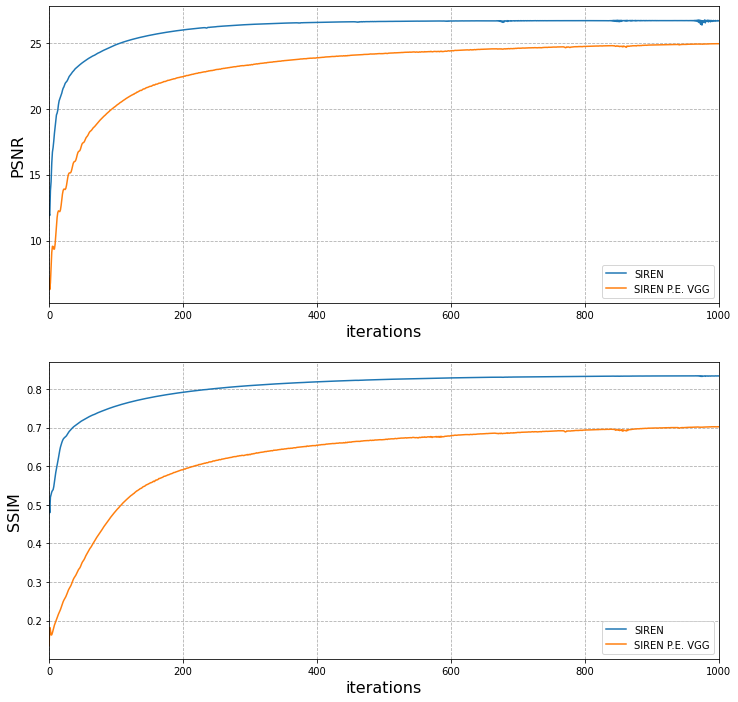 25
20
15
10
PSNR
SIREN
SIREN P.E. VGG
0 200 400 600 800 1000
iterations
0.8
0.7
0.6
0.5
0.4
0.3
0.2
SSIM
SIREN
SIREN P.E. VGG
0 200 400 600 800 1000
iterations